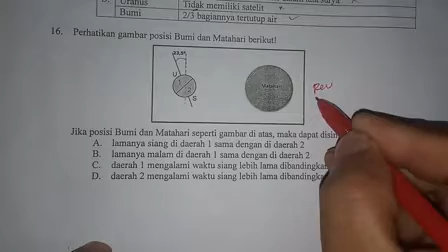 B. Uranus Tidak memiliki satelit
Bumi 2/3 bagiannya tertutup air
16. Perhatikan gambar posisi Bumi dan Matahari berikut!
23,5°
U
1
2
S
Matahari
Rev
Jika posisi Bumi dan Matahari seperti gambar di atas, maka dapat
A. lamanya siang di daerah 1 sama dengan di daerah 2
B. lamanya malam di daerah 1 sama dengan di daerah 2
C. daerah 1 mengalami waktu siang lebih lama dibandingkan
D. daerah 2 mengalami waktu siang lebih lama dibandingkan